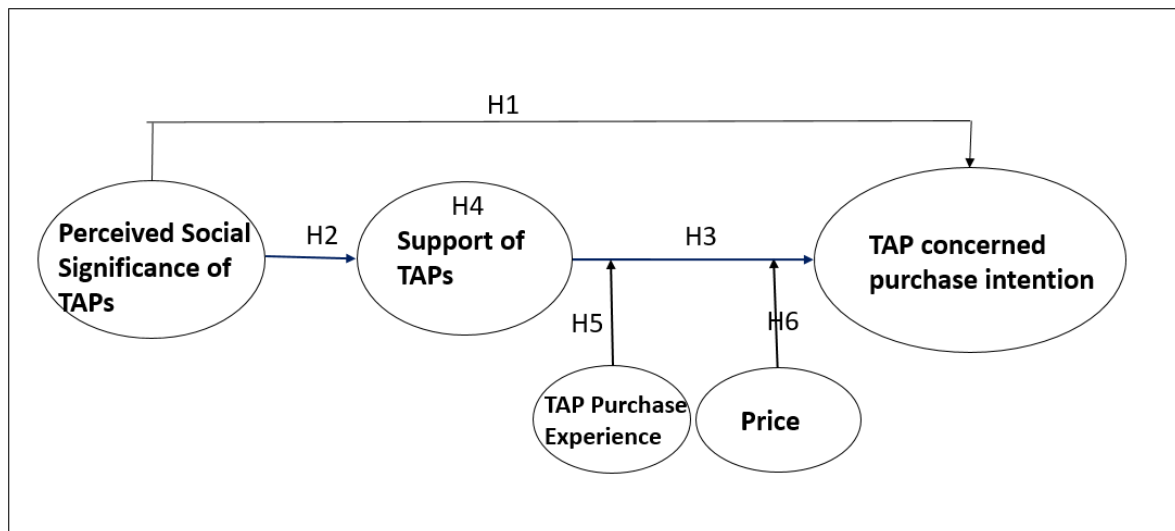 H1
Perceived Social
Significance of
TAPs
H2
H4
Support of
TAPs
H3
TAP concerned
purchase intention
H5
H6
TAP Purchase
Experience
Price